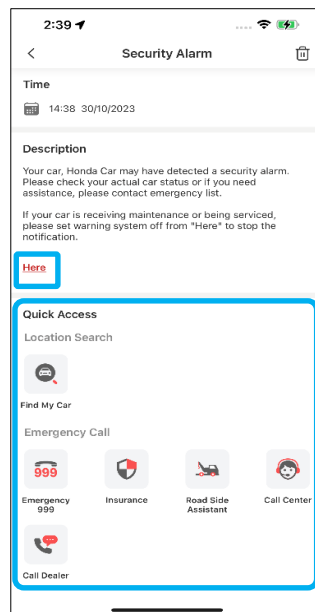 2:39
Security Alarm
Time
14:38 30/10/2023
Description
Your car, Honda Car may have detected a security alarm.
Please check your actual car status or if you need
assistance, please contact emergency list.
If your car is receiving maintenance or being serviced,
please set warning system off from "Here" to stop the
notification.
Here
Quick Access
Location Search
Find My Car
Emergency Call
999
Emergency
999
Insurance
Road Side
Assistant
Call Center
Call Dealer